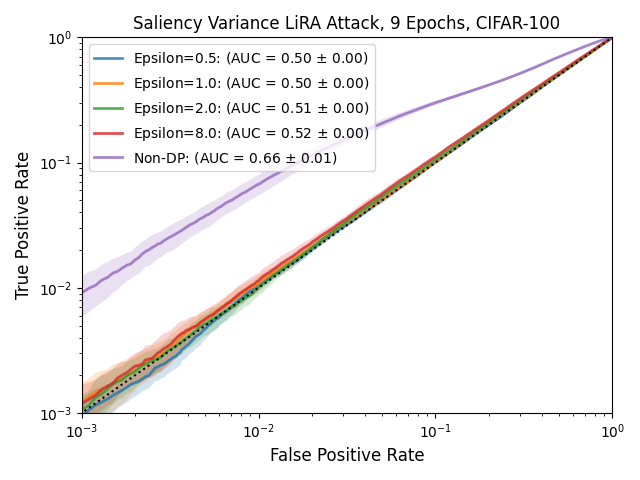 Saliency Variance LiRA Attack, 9 Epochs, CIFAR-100
Epsilon=0.5: (AUC = 0.50 ± 0.00)
Epsilon=1.0: (AUC = 0.50 ± 0.00)
Epsilon=2.0: (AUC = 0.51 ± 0.00)
Epsilon=8.0: (AUC = 0.52 ± 0.00)
Non-DP: (AUC = 0.66 ± 0.01)
True Positive Rate
10⁰
10⁻¹
10⁻²
10⁻³
10⁻³ 10⁻² 10⁻¹ 10⁰
False Positive Rate